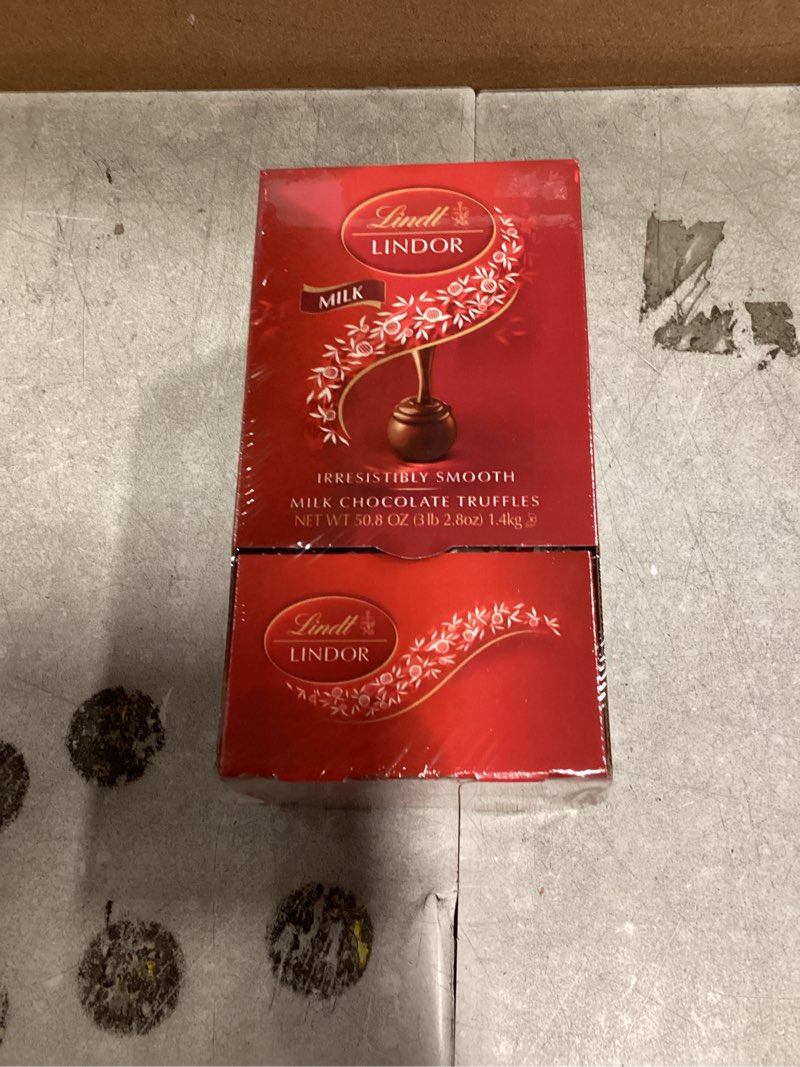 Lindt
LINDOR
MILK
IRRESISTIBLY SMOOTH
MILK CHOCOLATE TRUFFLES
NET WT 50.8 OZ (3 lb 2.8oz) 1.4kg
Lindt
LINDOR